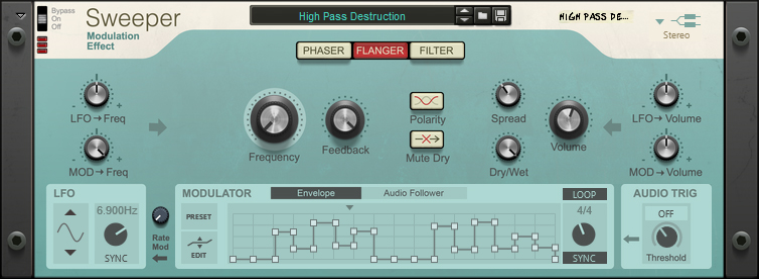 Bypass
On
Off
Sweeper
Modulation
Effect
High Pass Destruction
HIGH PASS DE...
Stereo
PHASER FLANGER FILTER
LFO→Freq
MOD→Freq
Frequency
Feedback
Polarity
Mute Dry
Spread
Dry/Wet
Volume
LFO→Volume
MOD→Volume
LFO
6.900Hz
SYNC
Rate
Mod
MODULATOR
Envelope
Audio Follower
PRESET
EDIT
LOOP
4/4
SYNC
AUDIO TRIG
OFF
Threshold